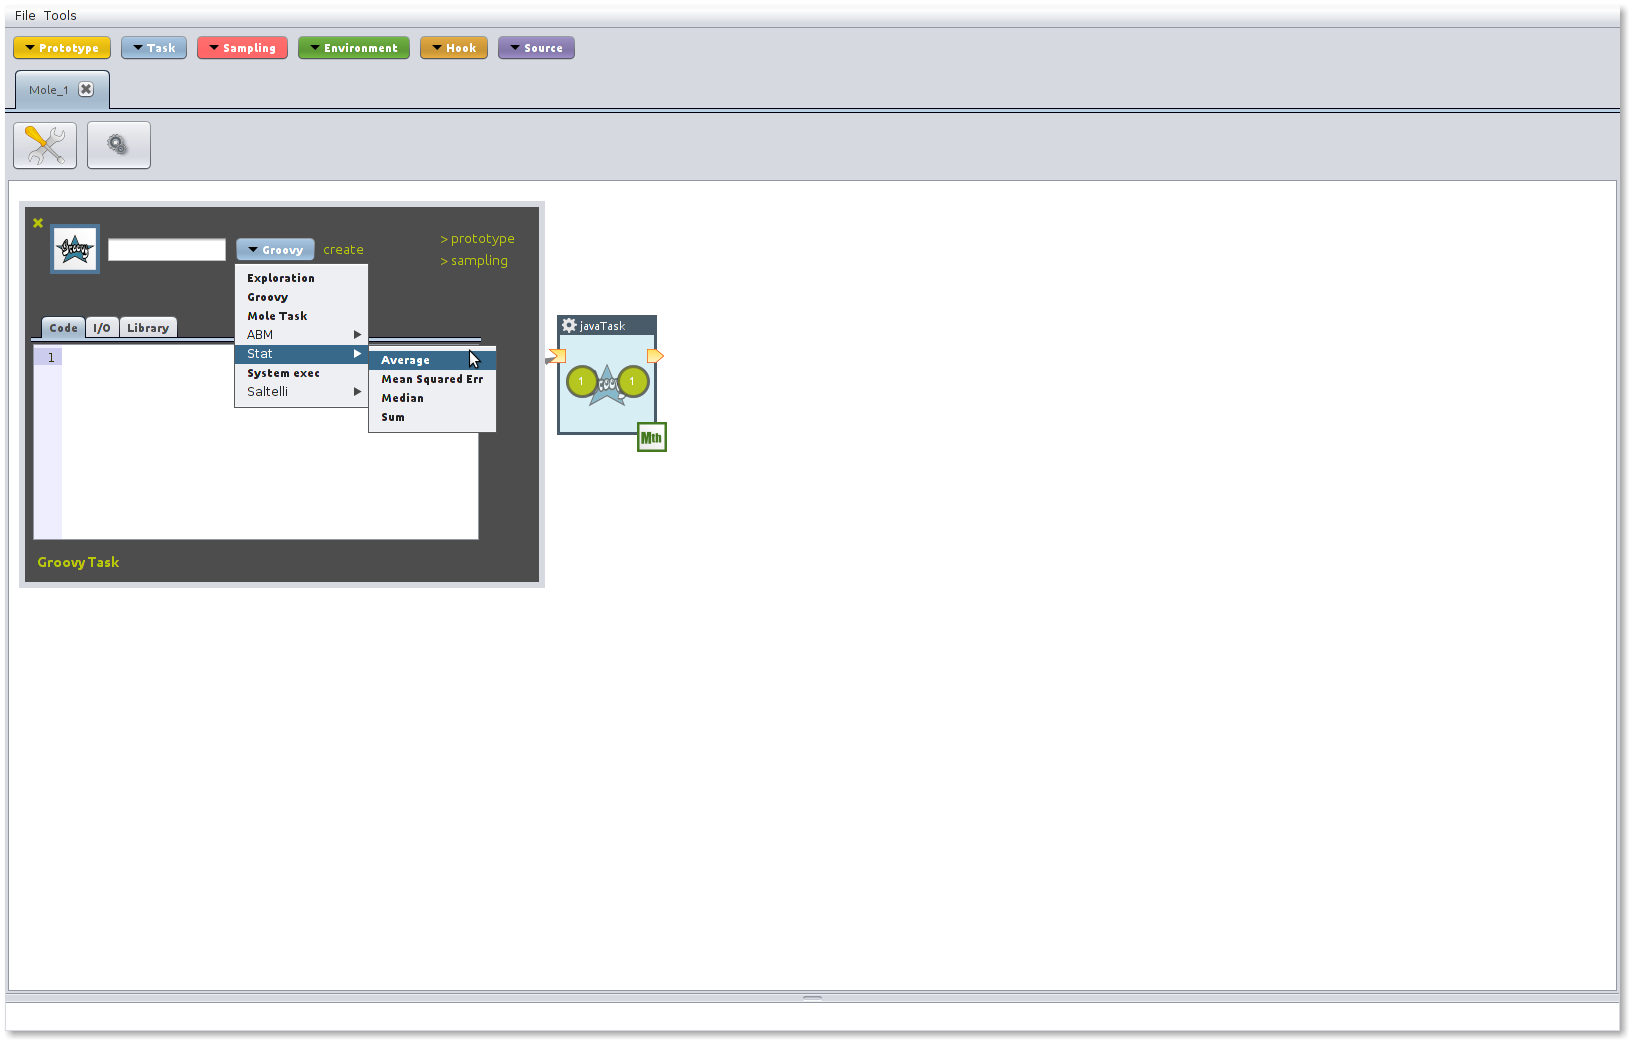 File Tools
Prototype Task Sampling Environment Hook Source
Mole_1
Groovy create
> prototype
> sampling
Exploration
Groovy
Mole Task
ABM
Stat
System exec
Saltelli
Average
Mean Squared Err
Median
Sum
Code I/O Library
1
Groovy Task
javaTask
1 1
Mth